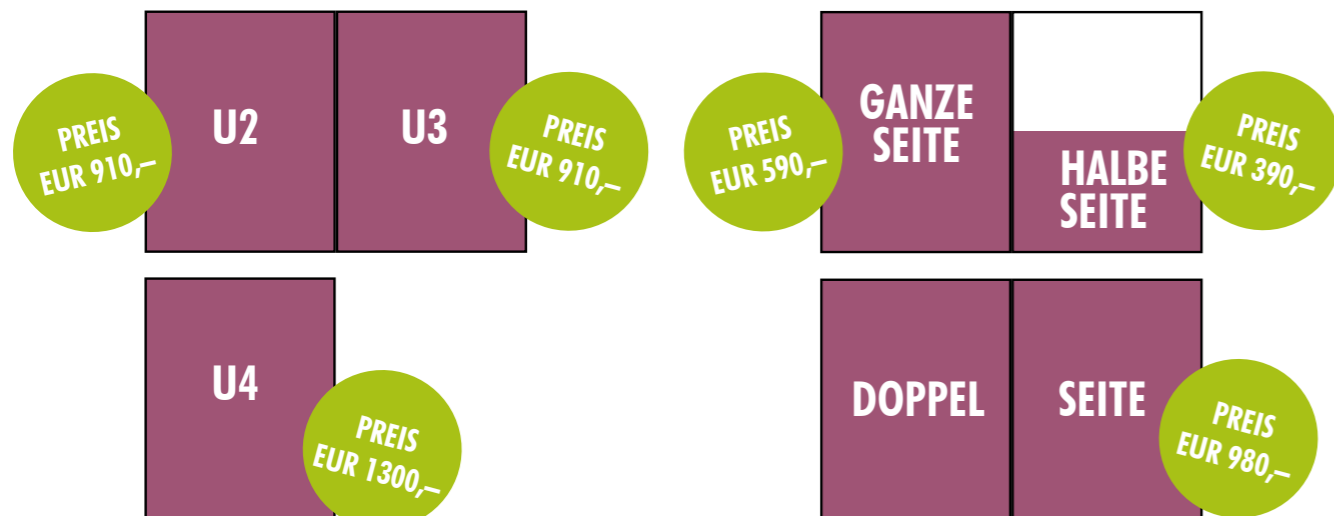 U2
PREIS
EUR 910,–
U3
PREIS
EUR 910,–
GANZE
SEITE
PREIS
EUR 590,–
HALBE
SEITE
PREIS
EUR 390,–
U4
PREIS
EUR 1300,–
DOPPEL SEITE
PREIS
EUR 980,–